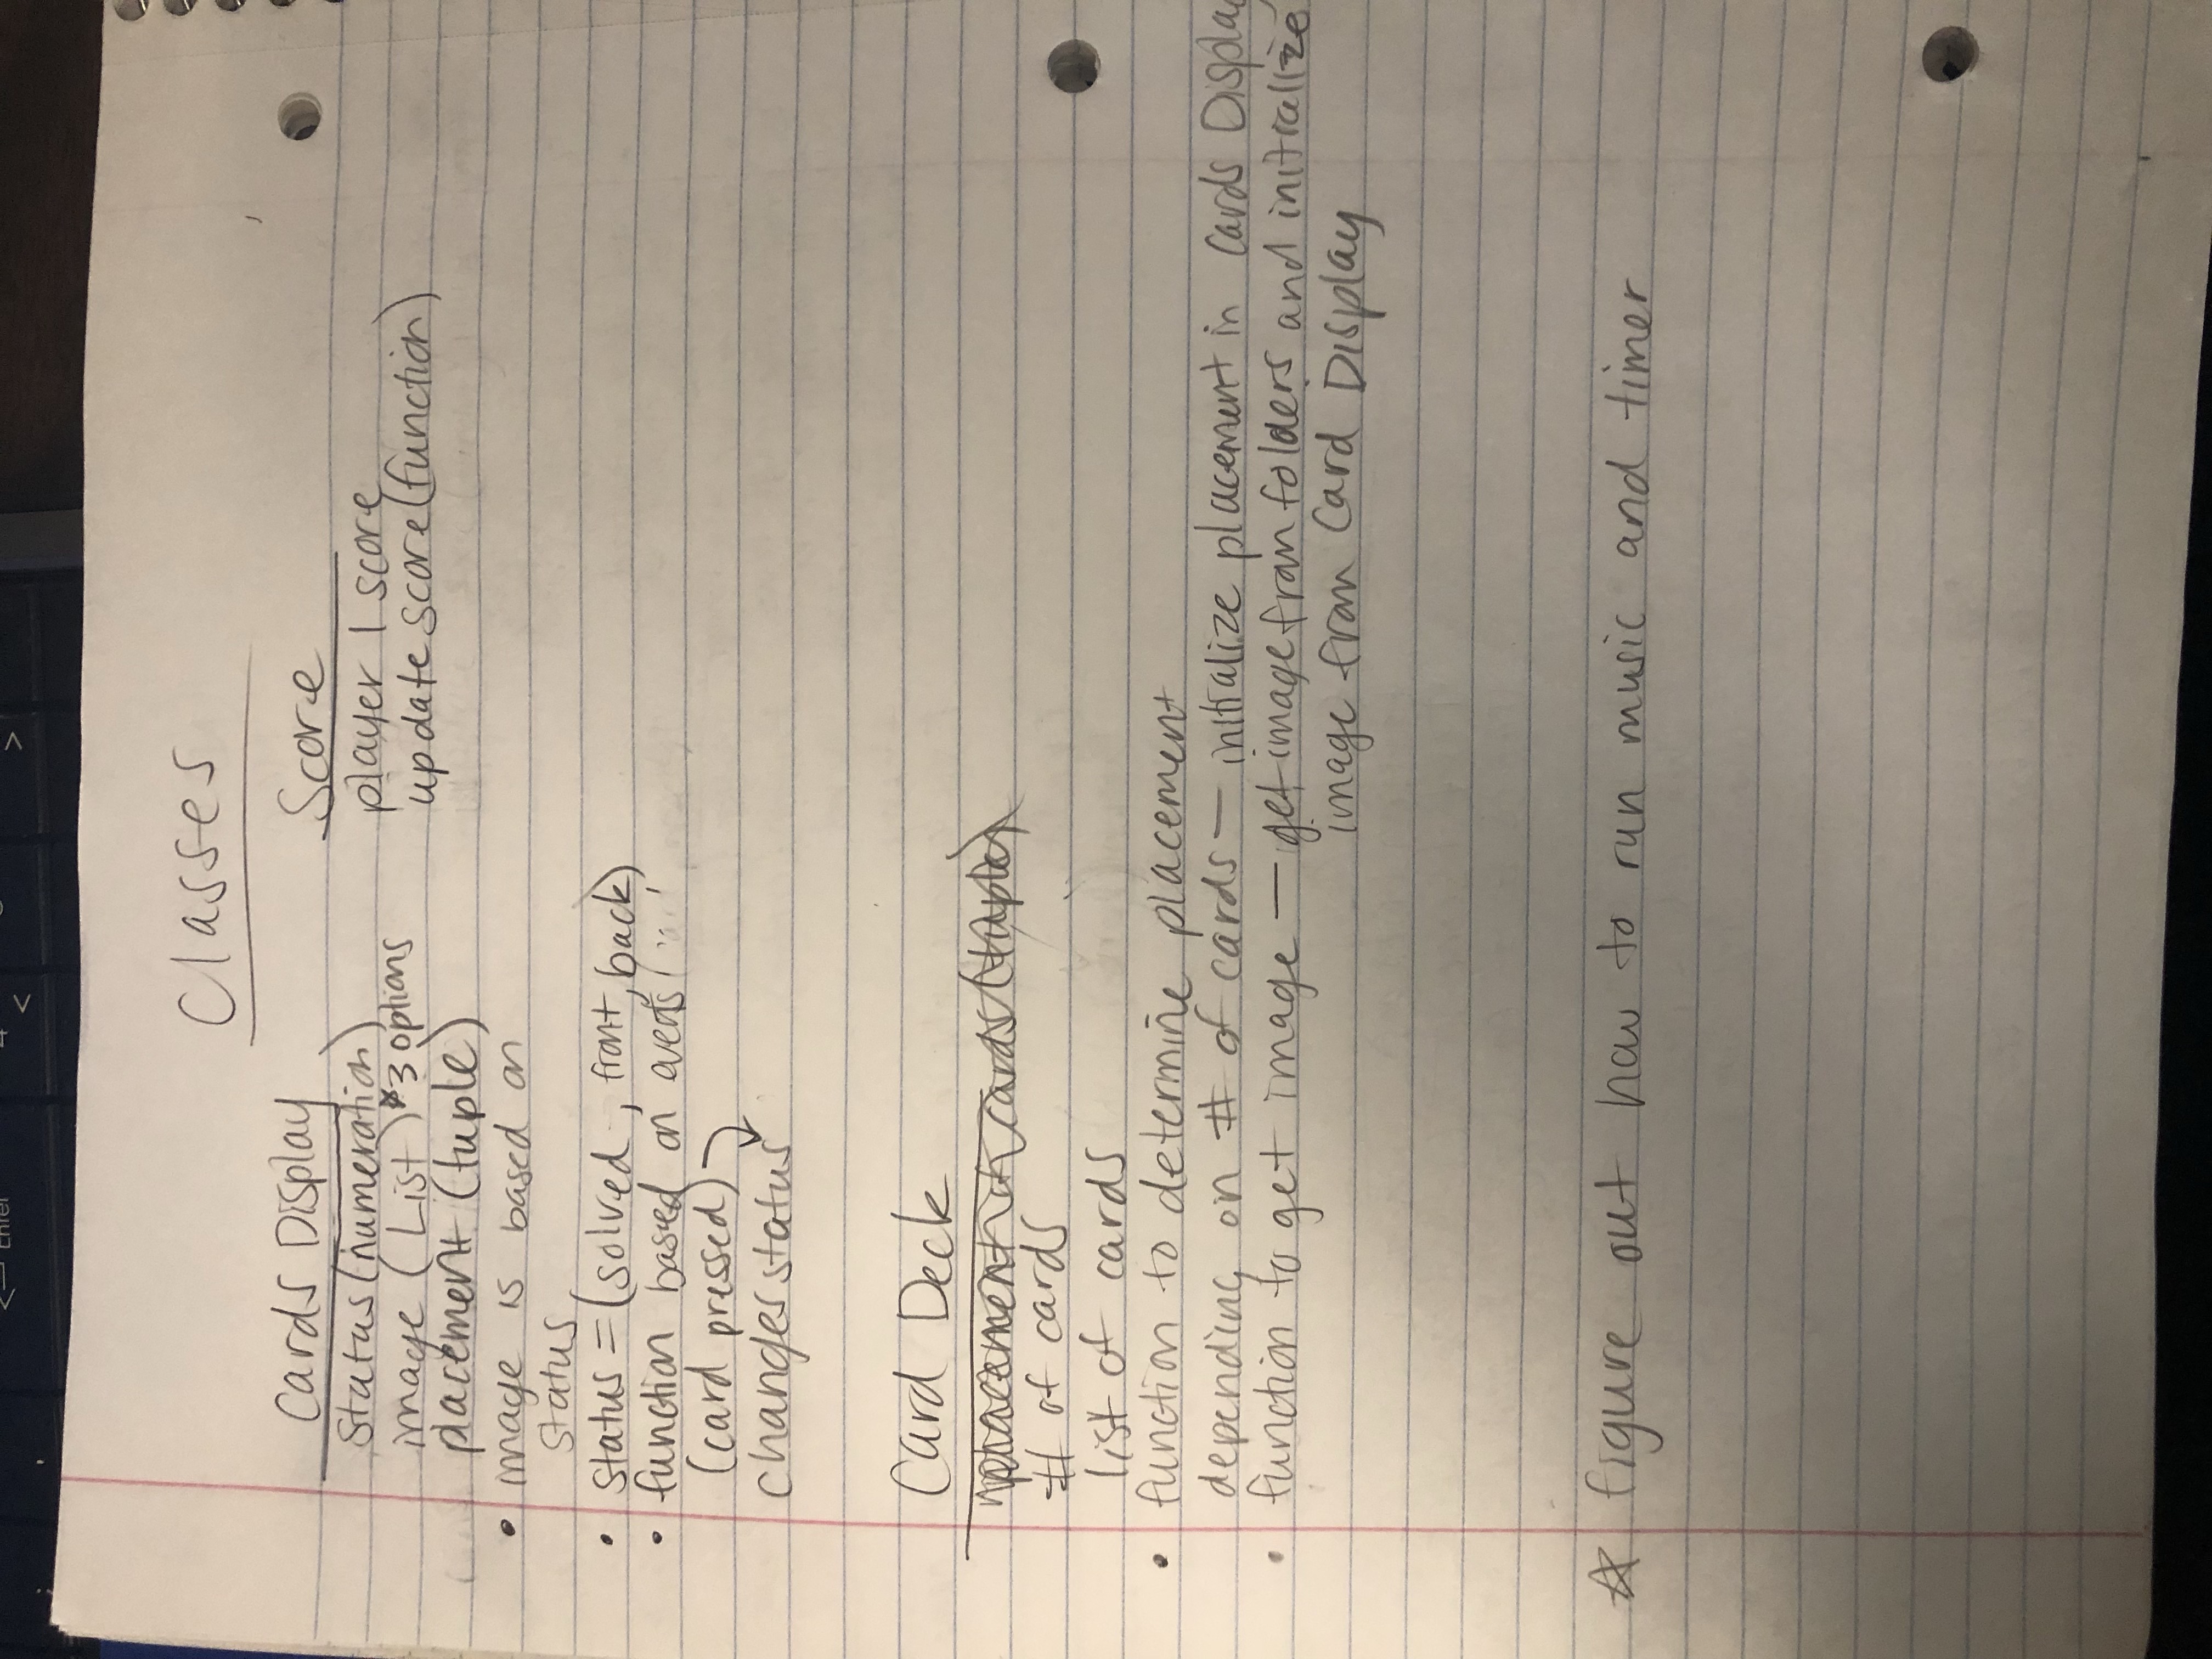 Enter
4
<
>
Classes
Cards Display
Status (numeration)
image (List) *3 options
placement (tuple)
• image is based on
status
• status = (solved, front, back)
• function based on events
(card pressed)
changes status
Score
player 1 score
update score (function)
Card Deck
placement of cards (tuple)
# of cards
list of cards
• function to determine placement
depending on # of cards — initialize placement in Cards Display
• function to get image — get image from folders and initialize
image from Card Display
☆ figure out how to run music and timer